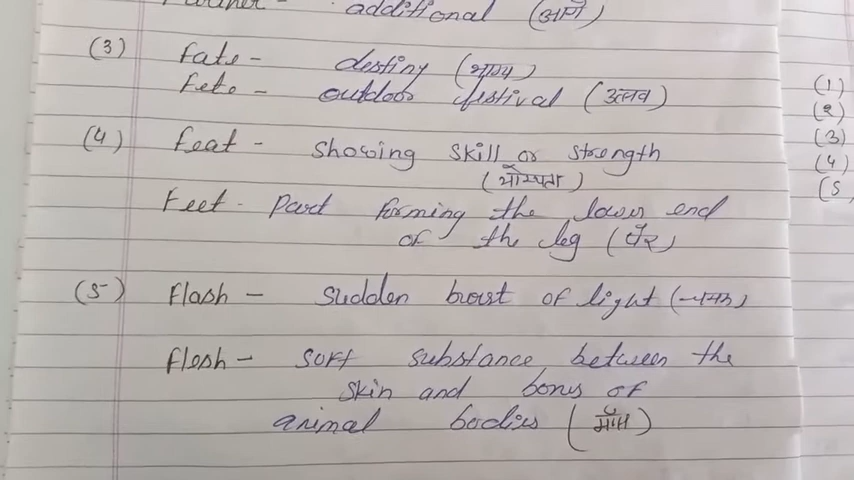 Further - additional (आगे)
(3) Fate - destiny (भाग्य)
Fete - outdoor festival (उत्सव)
(4) Feat - showing skill or strength
(योग्यता)
Feet - Part forming the lower end
of the leg (पैर)
(5) Flash - sudden burst of light (चमक)
Flesh - soft substance between the
skin and bones of
animal bodies (माँस)
(1)
(2)
(3)
(4)
(5